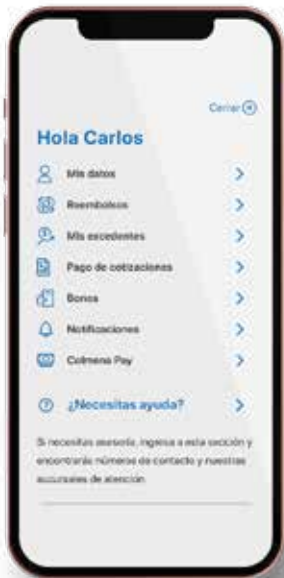 Cerrar
Hola Carlos
Mis datos
Reembolsos
Mis excedentes
Pago de cotizaciones
Bonos
Notificaciones
Colmena Pay
¿Necesitas ayuda?
Si necesitas asesoría, ingresa a esta sección y
encontrarás números de contacto y nuestras
sucursales de atención